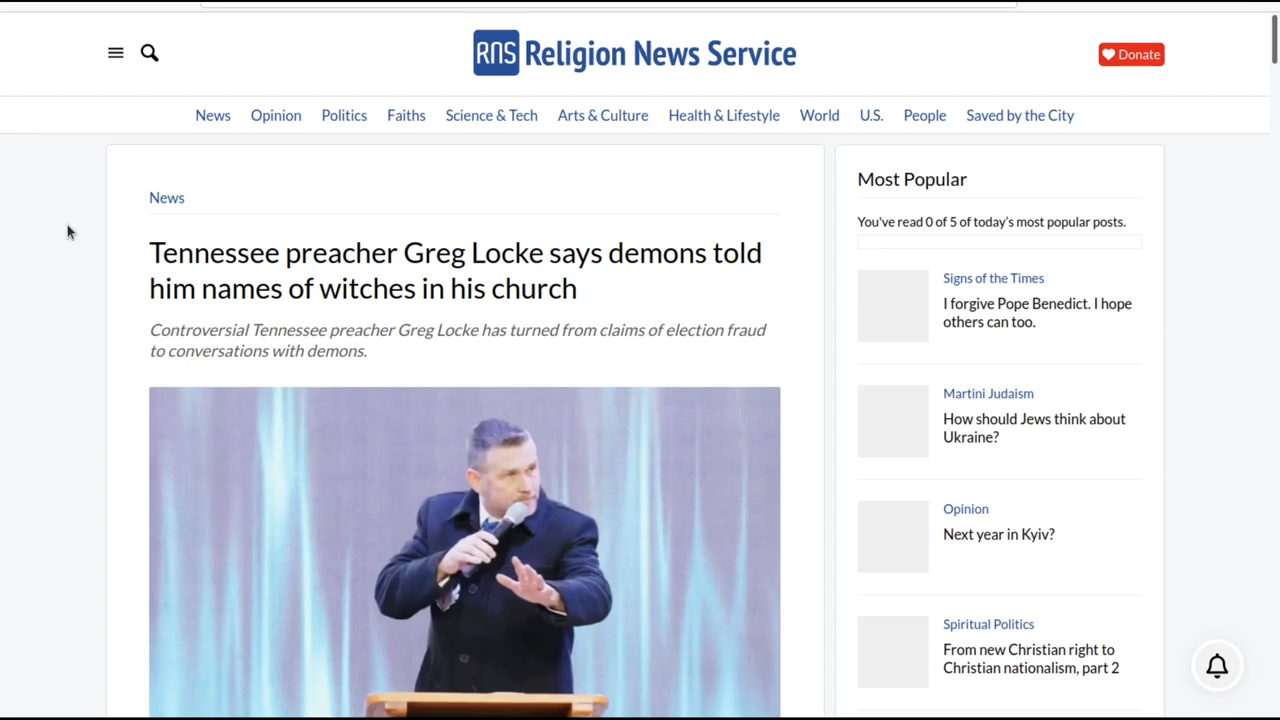 RNS Religion News Service
Donate
News Opinion Politics Faiths Science & Tech Arts & Culture Health & Lifestyle World U.S. People Saved by the City
News
Tennessee preacher Greg Locke says demons told
him names of witches in his church
Controversial Tennessee preacher Greg Locke has turned from claims of election fraud
to conversations with demons.
Most Popular
You've read 0 of 5 of today's most popular posts.
Signs of the Times
I forgive Pope Benedict. I hope
others can too.
Martini Judaism
How should Jews think about
Ukraine?
Opinion
Next year in Kyiv?
Spiritual Politics
From new Christian right to
Christian nationalism, part 2